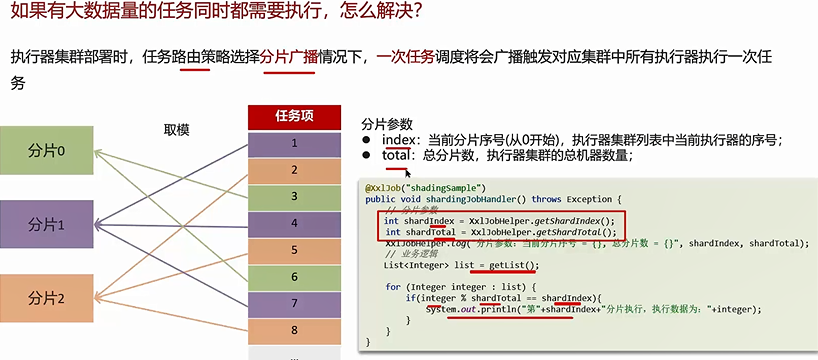 如果有大数据量的任务同时都需要执行，怎么解决？
执行器集群部署时，任务路由策略选择分片广播情况下，一次任务调度将会广播触发对应集群中所有执行器执行一次任
务
取模
任务项
分片0
分片1
分片2
1
2
3
4
5
6
7
8
...
分片参数
● index：当前分片序号(从0开始)，执行器集群列表中当前执行器的序号；
● total：总分片数，执行器集群的总机器数量；
@XxlJob("shadingSample")
public void shardingJobHandler() throws Exception {
// 分片参数
int shardIndex = XxlJobHelper.getShardIndex();
int shardTotal = XxlJobHelper.getShardTotal();
XxlJobHelper.log("分片参数：当前分片序号 = {}, 总分片数 = {}", shardIndex, shardTotal);
// 业务逻辑
List<Integer> list = getList();
for (Integer integer : list) {
if(integer % shardTotal == shardIndex){
System.out.println("第"+shardIndex+"分片执行，执行数据为："+integer);
}
}
}